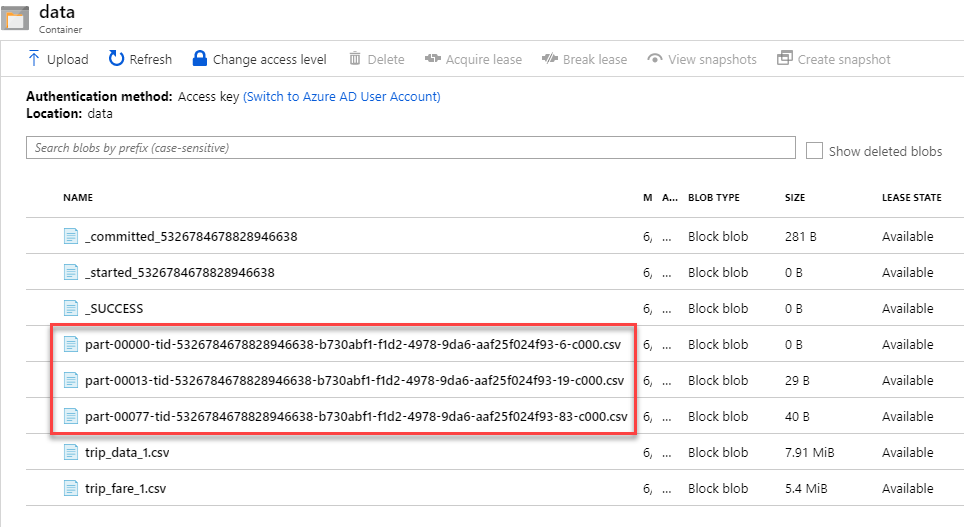 data
Container
Upload Refresh Change access level Delete Acquire lease Break lease View snapshots Create snapshot
Authentication method: Access key (Switch to Azure AD User Account)
Location: data
Search blobs by prefix (case-sensitive) Show deleted blobs
NAME M A... BLOB TYPE SIZE LEASE STATE
_committed_5326784678828946638 6, ... Block blob 281 B Available
_started_5326784678828946638 6, ... Block blob 0 B Available
_SUCCESS 6, ... Block blob 0 B Available
part-00000-tid-5326784678828946638-b730abf1-f1d2-4978-9da6-aaf25f024f93-6-c000.csv 6, ... Block blob 0 B Available
part-00013-tid-5326784678828946638-b730abf1-f1d2-4978-9da6-aaf25f024f93-19-c000.csv 6, ... Block blob 29 B Available
part-00077-tid-5326784678828946638-b730abf1-f1d2-4978-9da6-aaf25f024f93-83-c000.csv 6, ... Block blob 40 B Available
trip_data_1.csv 6, ... Block blob 7.91 MiB Available
trip_fare_1.csv 6, ... Block blob 5.4 MiB Available